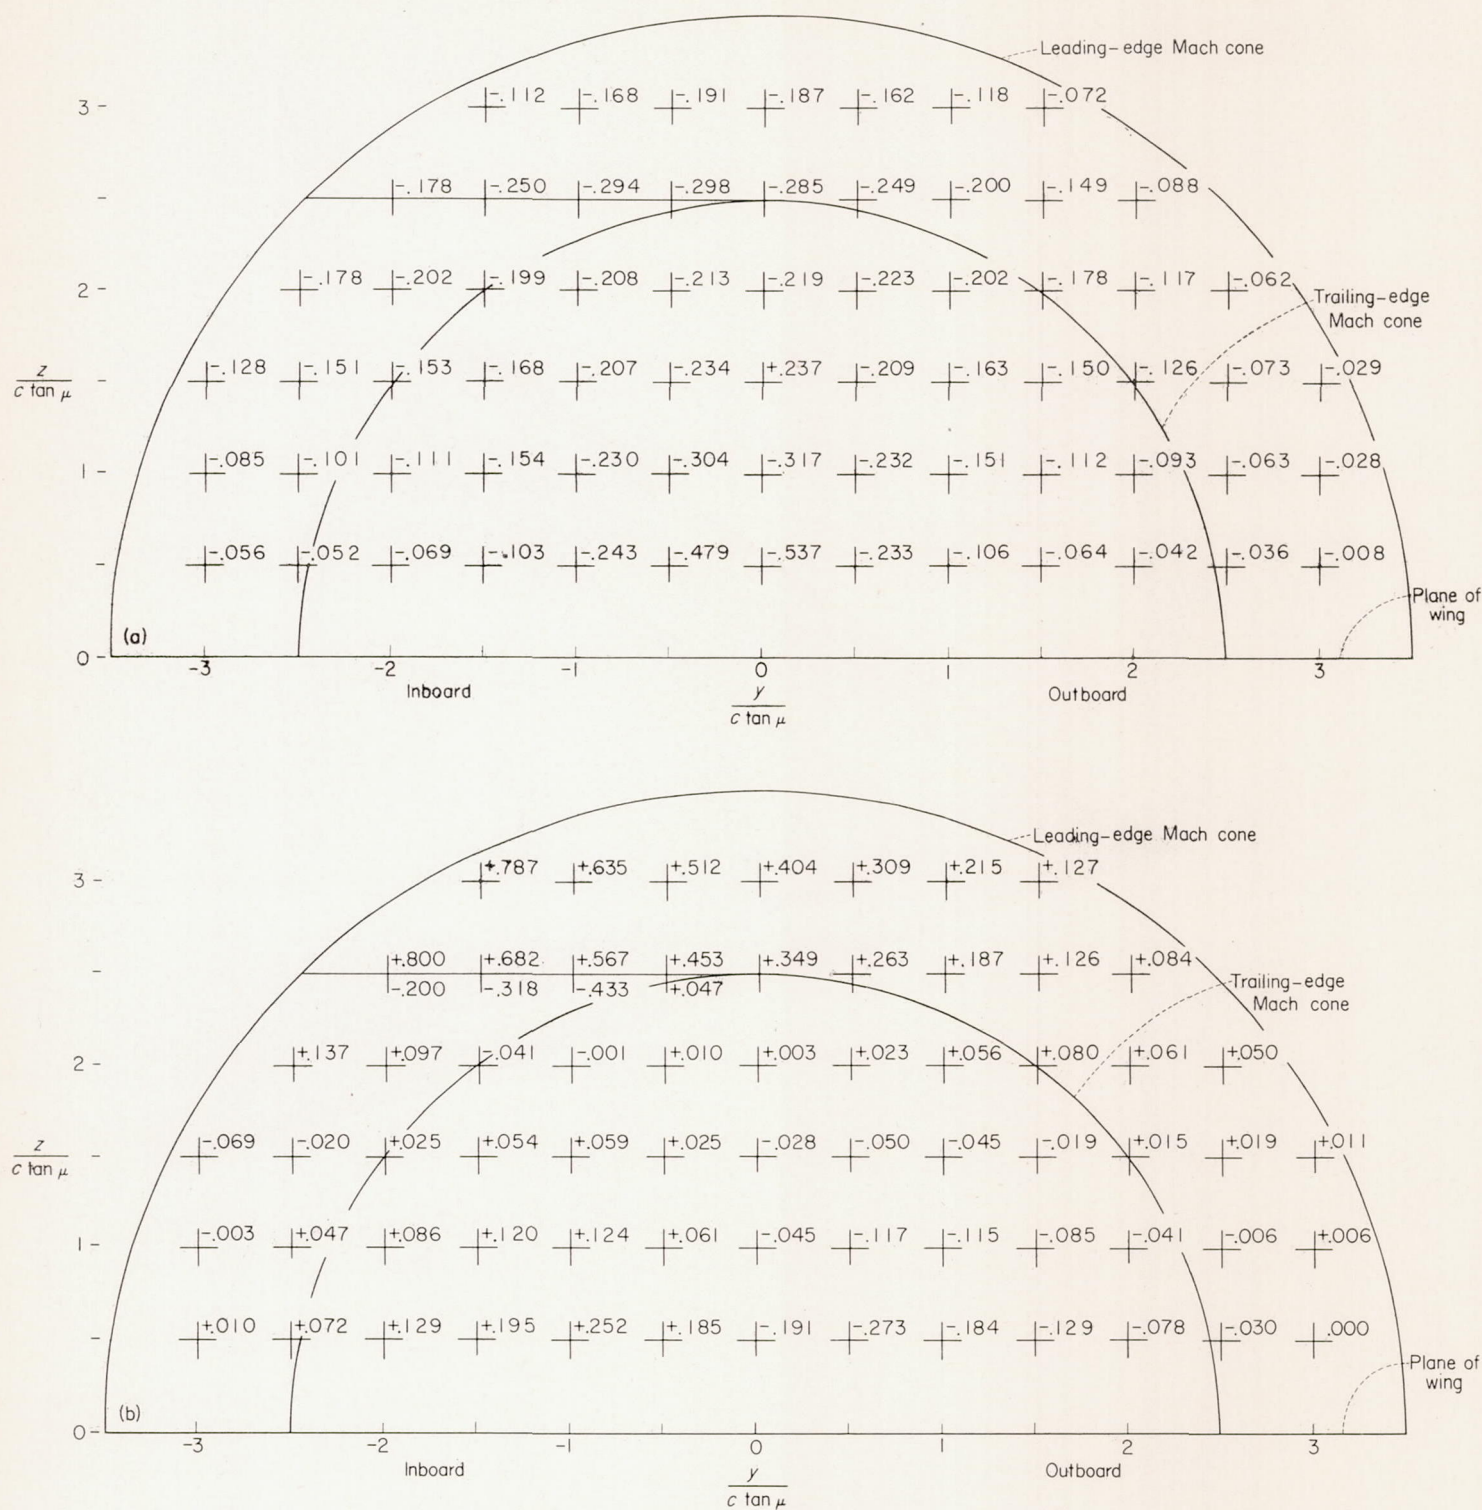 Leading-edge Mach cone
3 -.112 -.168 -.191 -.187 -.162 -.118 -.072
-.178 -.250 -.294 -.298 -.285 -.249 -.200 -.149 -.088
2 -.178 -.202 -.199 -.208 -.213 -.219 -.223 -.202 -.178 -.117 -.062
Trailing-edge
Mach cone
z
c tan μ
-.128 -.151 -.153 -.168 -.207 -.234 +.237 -.209 -.163 -.150 -.126 -.073 -.029
1 -.085 -.101 -.111 -.154 -.230 -.304 -.317 -.232 -.151 -.112 -.093 -.063 -.028
-.056 -.052 -.069 -.103 -.243 -.479 -.537 -.233 -.106 -.064 -.042 -.036 -.008
Plane of
wing
(a)
0
-3 -2 -1 0 1 2 3
Inboard y Outboard
c tan μ
Leading-edge Mach cone
3 +.787 +.635 +.512 +.404 +.309 +.215 +.127
+.800 +.682 +.567 +.453 +.349 +.263 +.187 +.126 +.084
-.200 -.318 -.433 +.047
Trailing-edge
Mach cone
2 +.137 +.097 -.041 -.001 +.010 +.003 +.023 +.056 +.080 +.061 +.050
z
c tan μ
-.069 -.020 +.025 +.054 +.059 +.025 -.028 -.050 -.045 -.019 +.015 +.019 +.011
1 -.003 +.047 +.086 +.120 +.124 +.061 -.045 -.117 -.115 -.085 -.041 -.006 +.006
+.010 +.072 +.129 +.195 +.252 +.185 -.191 -.273 -.184 -.129 -.078 -.030 .000
Plane of
wing
(b)
0
-3 -2 -1 0 1 2 3
Inboard y Outboard
c tan μ